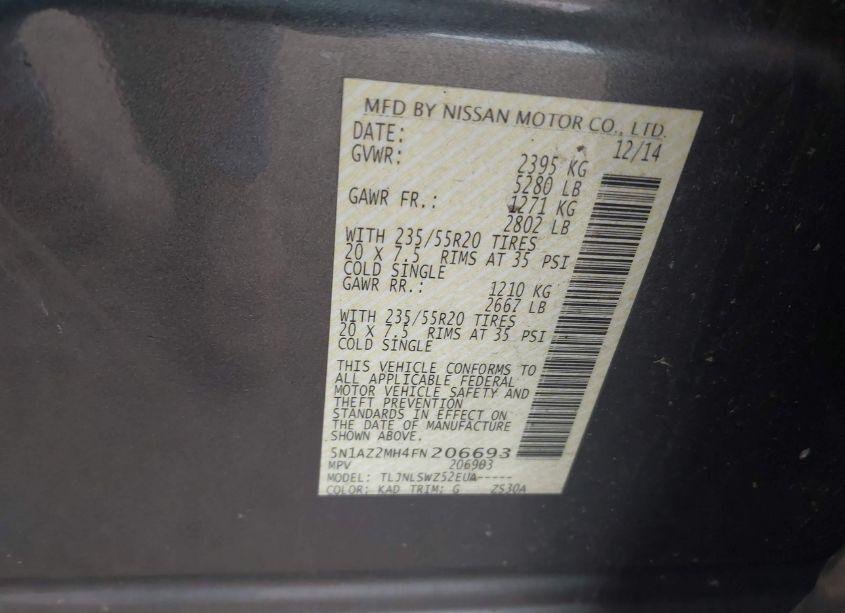 MFD BY NISSAN MOTOR CO., LTD.
DATE: 12/14
GVWR: 2395 KG
5280 LB
GAWR FR.: 1271 KG
2802 LB
WITH 235/55R20 TIRES
20 X 7.5 RIMS AT 35 PSI
COLD SINGLE
GAWR RR.: 1210 KG
2667 LB
WITH 235/55R20 TIRES
20 X 7.5 RIMS AT 35 PSI
COLD SINGLE
THIS VEHICLE CONFORMS TO
ALL APPLICABLE FEDERAL
MOTOR VEHICLE SAFETY AND
THEFT PREVENTION
STANDARDS IN EFFECT ON
THE DATE OF MANUFACTURE
SHOWN ABOVE.
5N1AZ2MH4FN206693
MPV 206903
MODEL: TLJNLSWZ52EUA-----
COLOR: KAD TRIM: G ZS30A